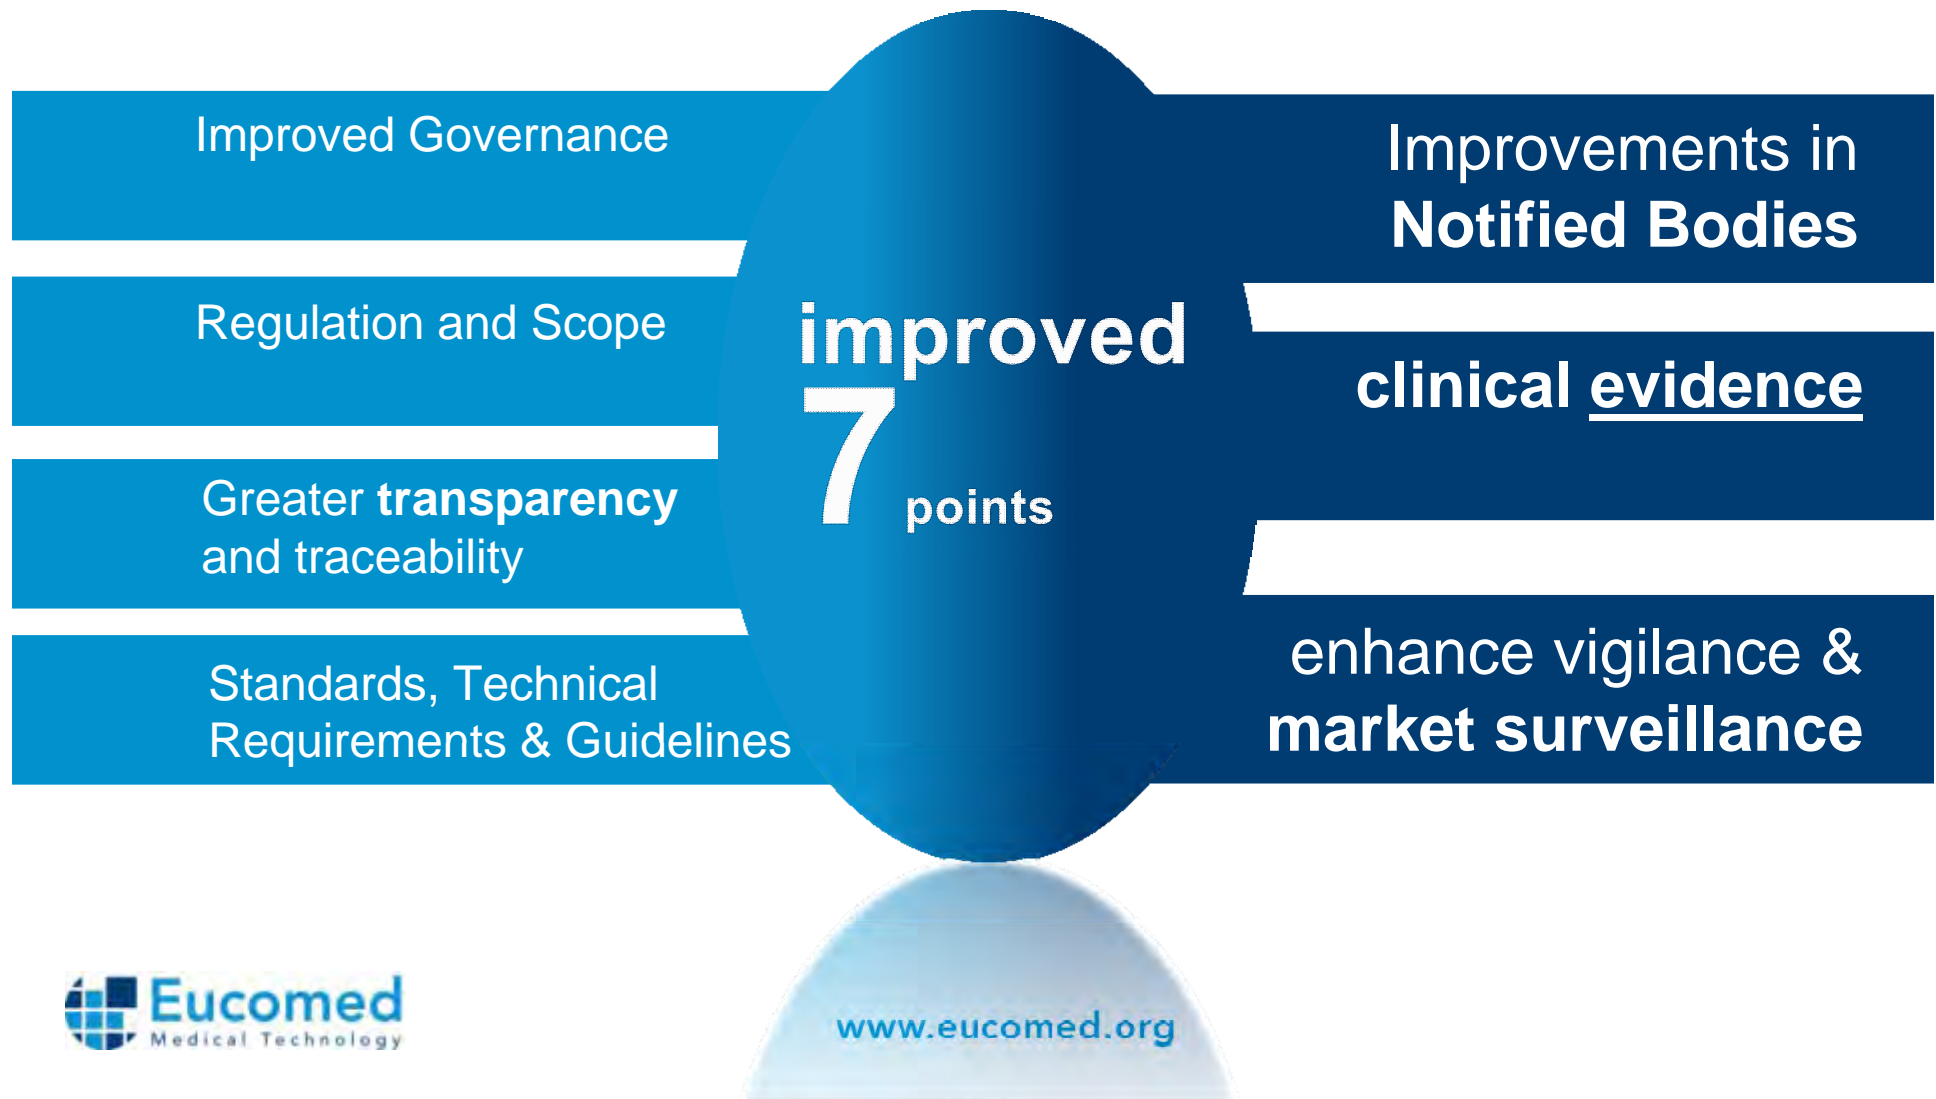 Improved Governance
Regulation and Scope
Greater transparency
and traceability
Standards, Technical
Requirements & Guidelines
improved
7 points
Improvements in
Notified Bodies
clinical evidence
enhance vigilance &
market surveillance
Eucomed
Medical Technology
www.eucomed.org